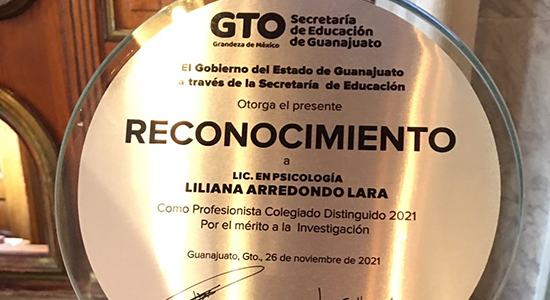 GTO
Grandeza de México
Secretaría
de Educación
de Guanajuato
El Gobierno del Estado de Guanajuato
a través de la Secretaría de Educación
Otorga el presente
RECONOCIMIENTO
a
LIC. EN PSICOLOGÍA
LILIANA ARREDONDO LARA
Como Profesionista Colegiado Distinguido 2021
Por el mérito a la Investigación
Guanajuato, Gto., 26 de noviembre de 2021